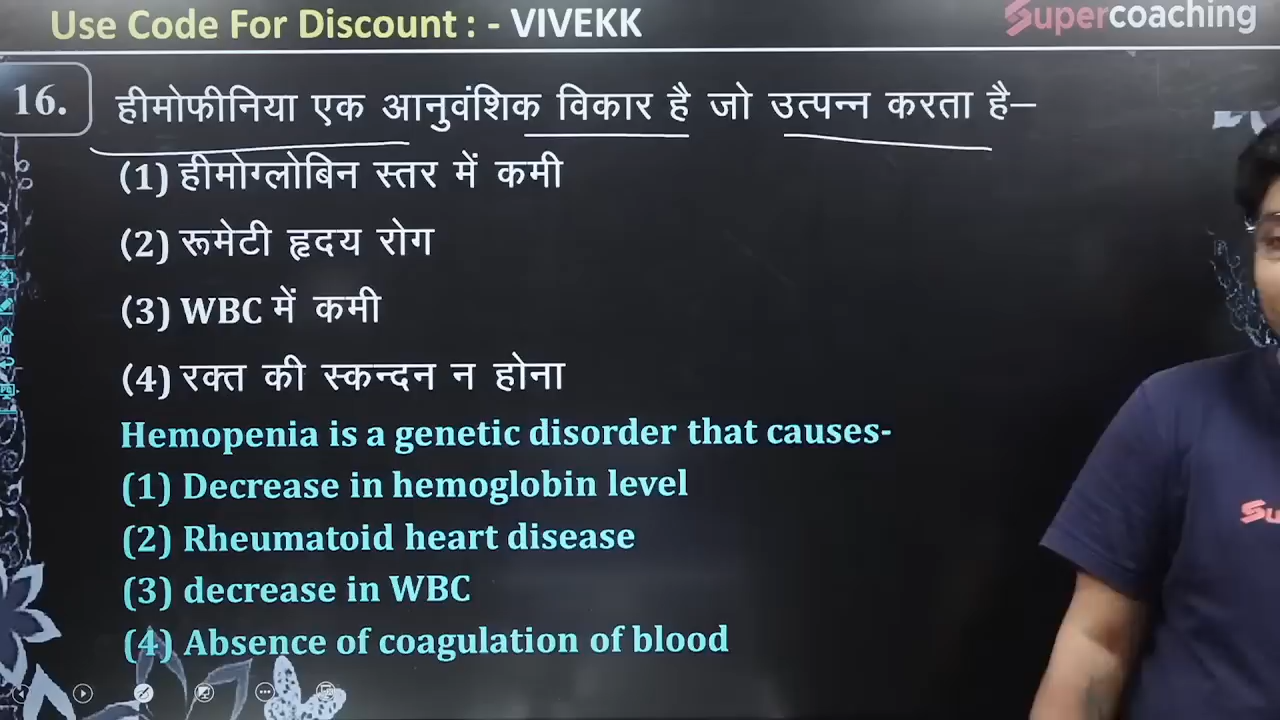 Use Code For Discount : - VIVEKK
Supercoaching
16. हीमोफीनिया एक आनुवंशिक विकार है जो उत्पन्न करता है–
(1) हीमोग्लोबिन स्तर में कमी
(2) रूमेटी हृदय रोग
(3) WBC में कमी
(4) रक्त की स्कन्दन न होना
Hemopenia is a genetic disorder that causes-
(1) Decrease in hemoglobin level
(2) Rheumatoid heart disease
(3) decrease in WBC
(4) Absence of coagulation of blood
Su